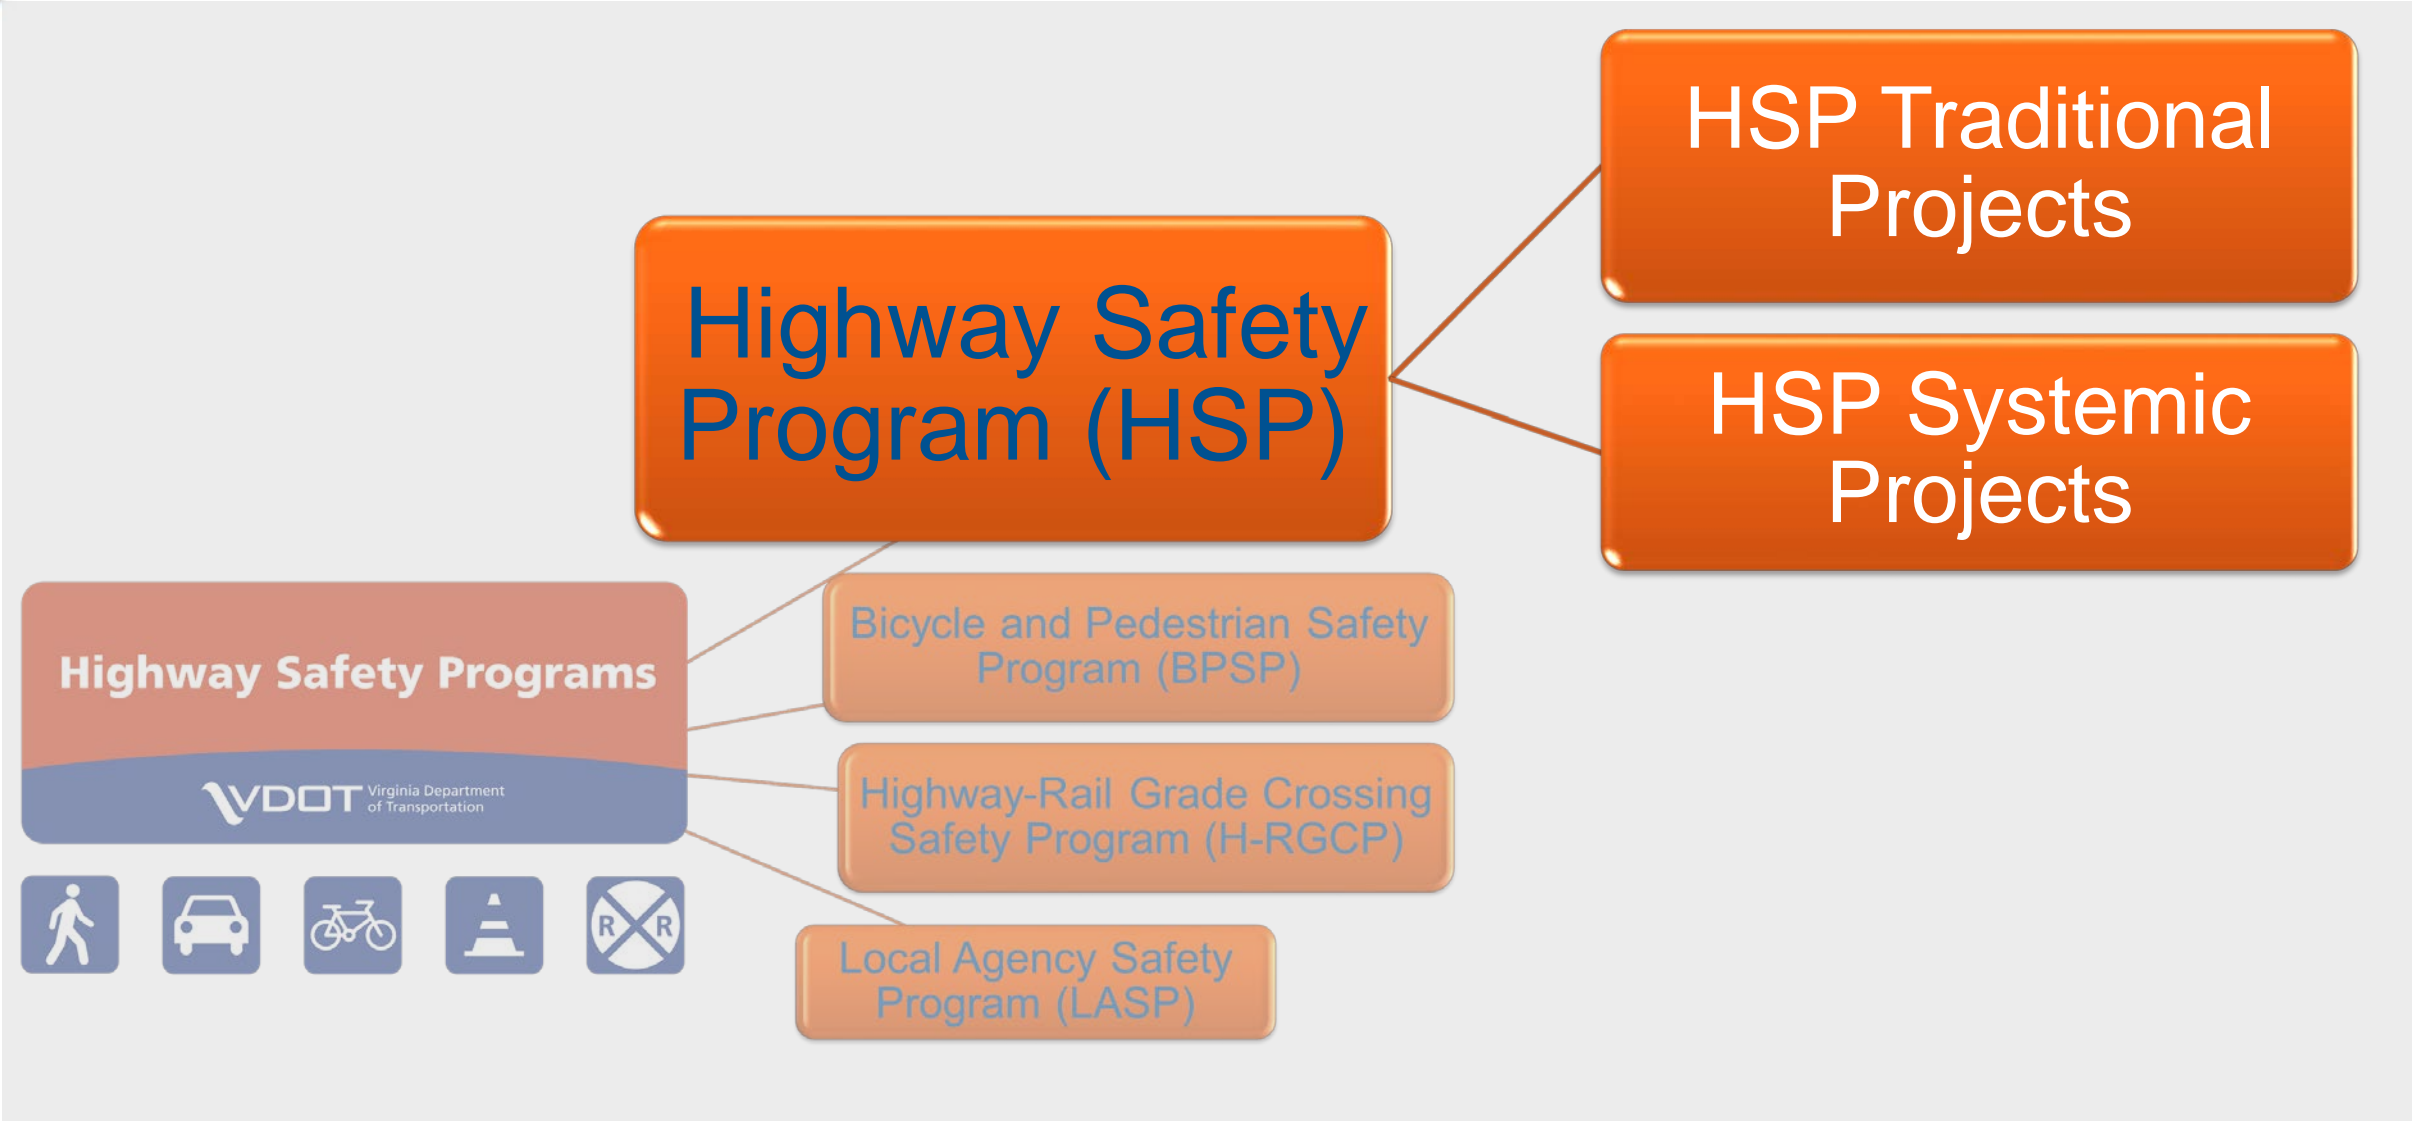 HSP Traditional
Projects
Highway Safety
Program (HSP)
HSP Systemic
Projects
Highway Safety Programs
VDOT Virginia Department
of Transportation
Bicycle and Pedestrian Safety
Program (BPSP)
Highway-Rail Grade Crossing
Safety Program (H-RGCP)
R R
Local Agency Safety
Program (LASP)